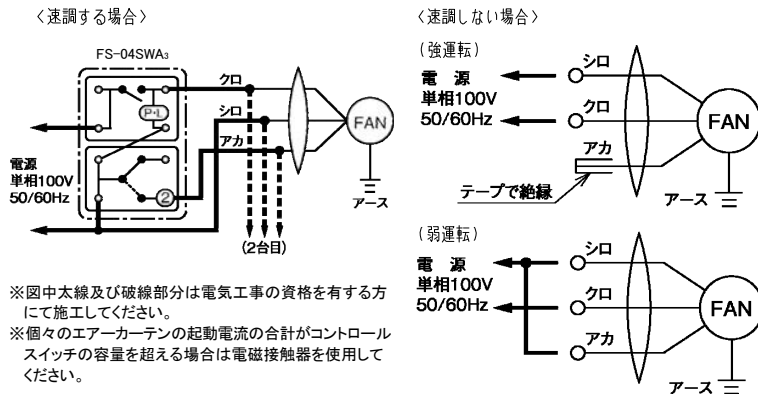 〈速調する場合〉
FS-04SWA₃
クロ
P・L
シロ
FAN
アカ
電源
単相100V
50/60Hz
2
アース
(2台目)
※図中太線及び破線部分は電気工事の資格を有する方
にて施工してください。
※個々のエアーカーテンの起動電流の合計がコントロール
スイッチの容量を超える場合は電磁接触器を使用して
ください。
〈速調しない場合〉
(強運転)
シロ
電 源
単相100V
50/60Hz
クロ
FAN
アカ
テープで絶縁
アース
(弱運転)
シロ
電 源
単相100V
50/60Hz
クロ
FAN
アカ
アース